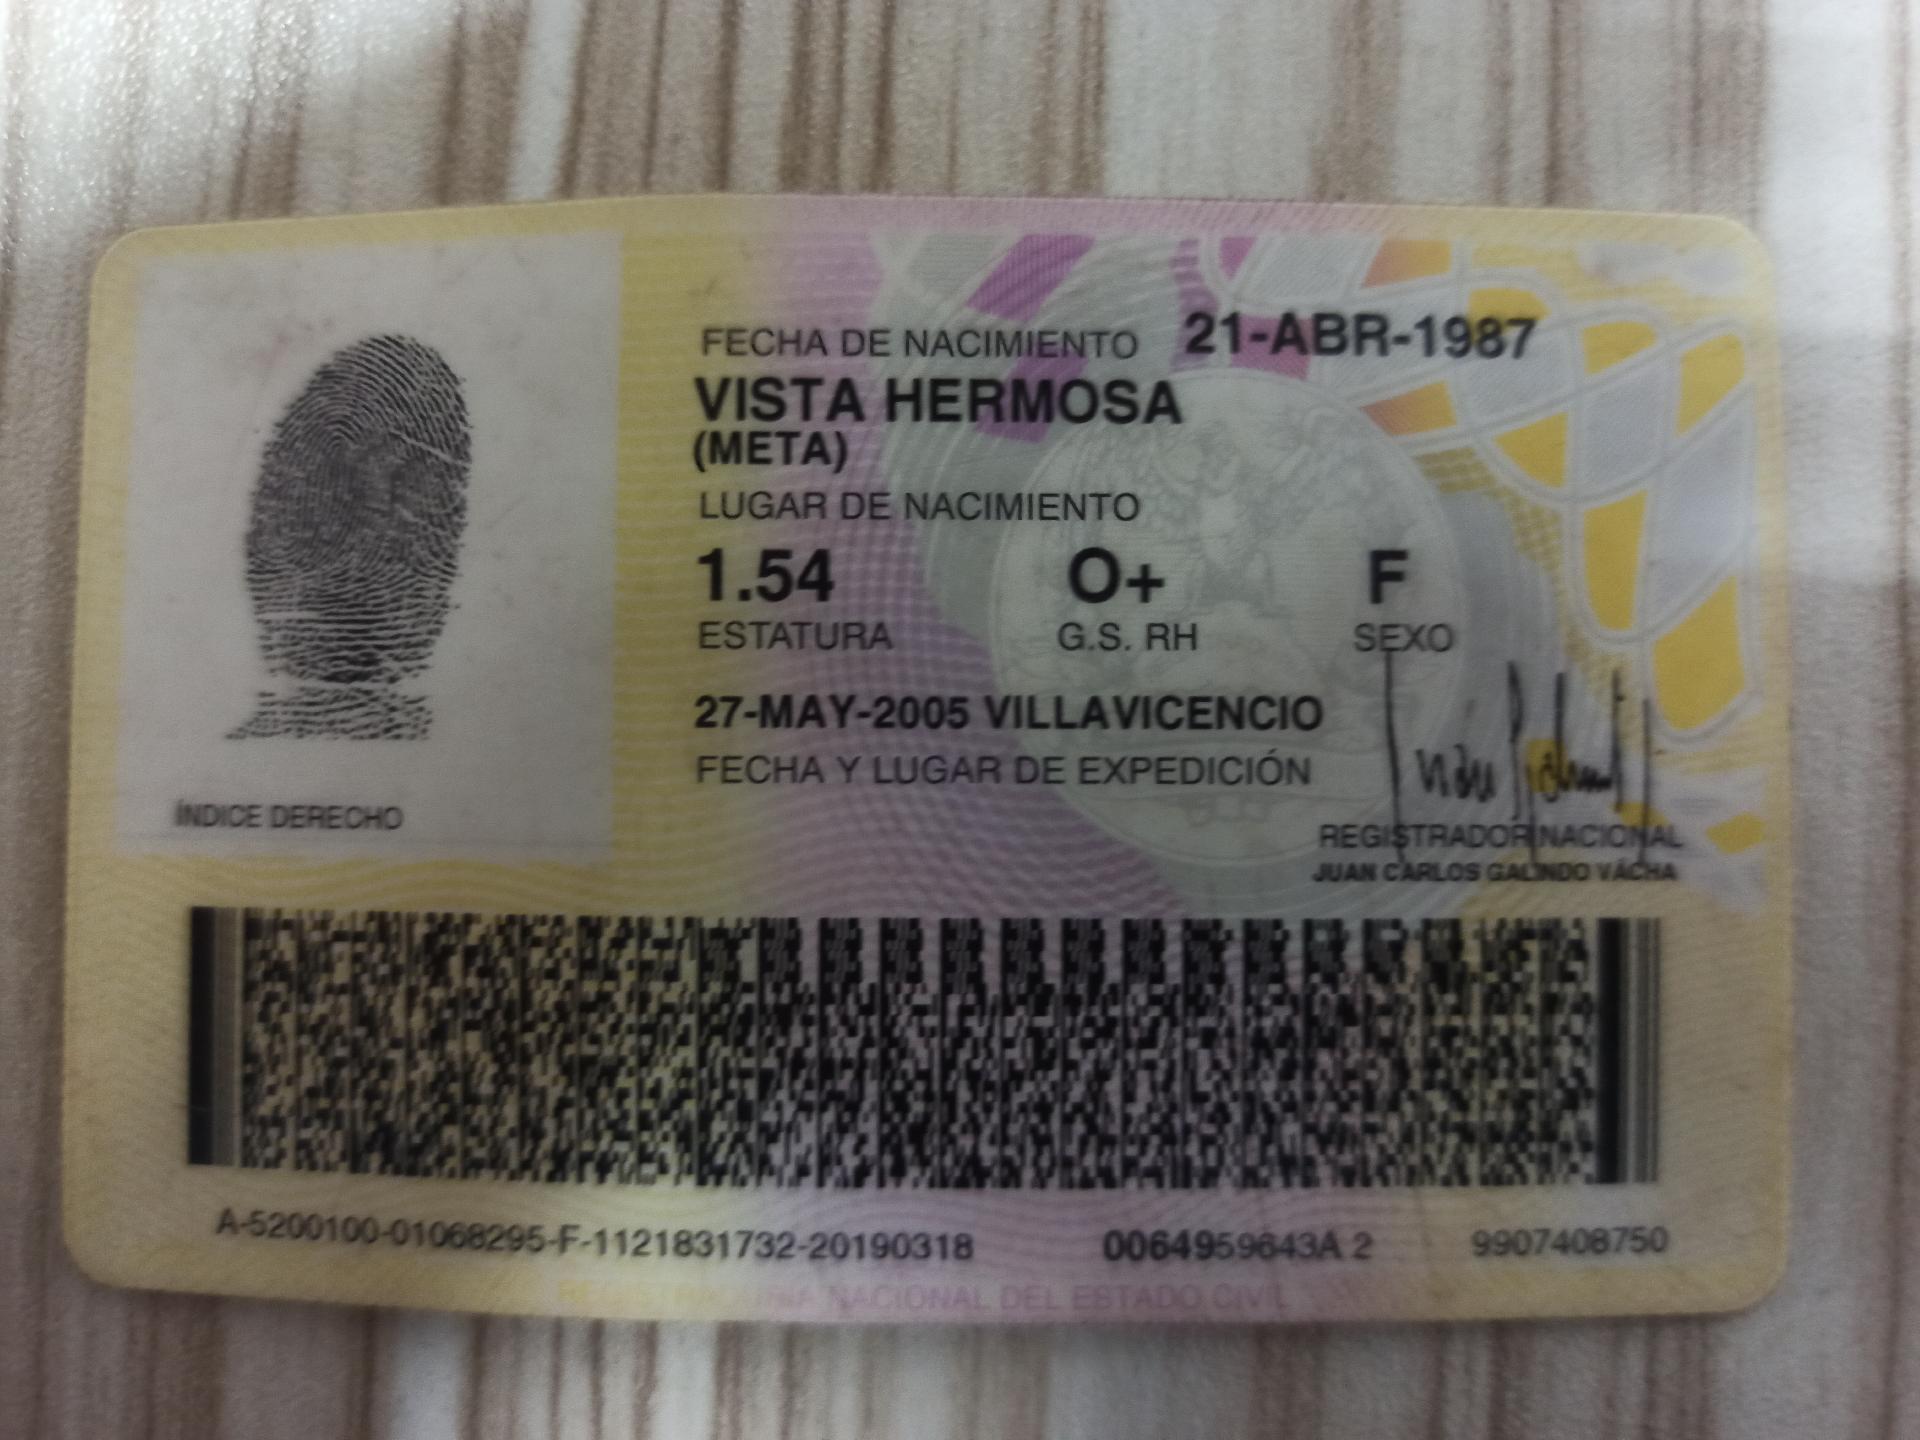 FECHA DE NACIMIENTO 21-ABR-1987
VISTA HERMOSA
(META)
LUGAR DE NACIMIENTO
1.54 O+ F
ESTATURA G.S. RH SEXO
27-MAY-2005 VILLAVICENCIO
FECHA Y LUGAR DE EXPEDICIÓN
ÍNDICE DERECHO
REGISTRADOR NACIONAL
JUAN CARLOS GALINDO VÁCHA
A-5200100-01068295-F-1121831732-20190318 0064959643A 2 9907408750
REGISTRADURIA NACIONAL DEL ESTADO CIVIL